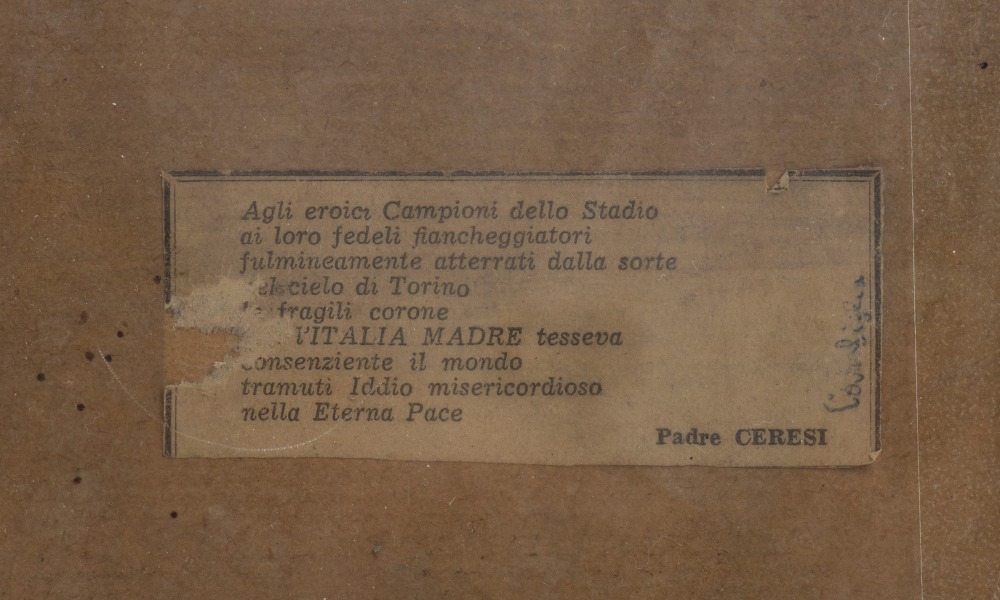 Agli eroici Campioni dello Stadio
ai loro fedeli fiancheggiatori
fulmineamente atterrati dalla sorte
cielo di Torino
fragili corone
l'ITALIA MADRE tesseva
consenziente il mondo
tramuti Iddio misericordioso
nella Eterna Pace
Padre CERESI